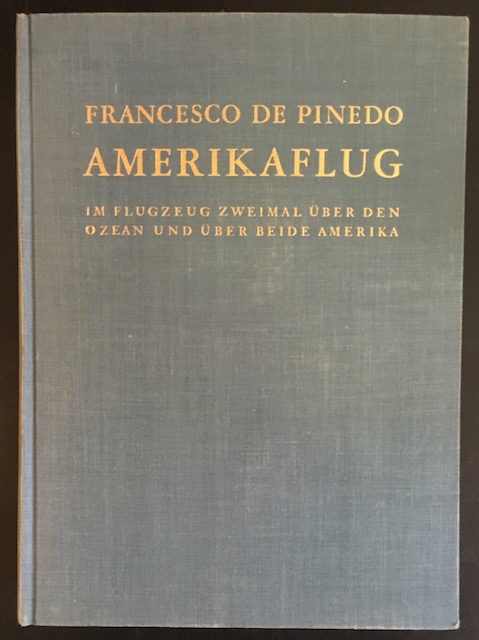 FRANCESCO DE PINEDO
AMERIKAFLUG
IM FLUGZEUG ZWEIMAL ÜBER DEN
OZEAN UND ÜBER BEIDE AMERIKA